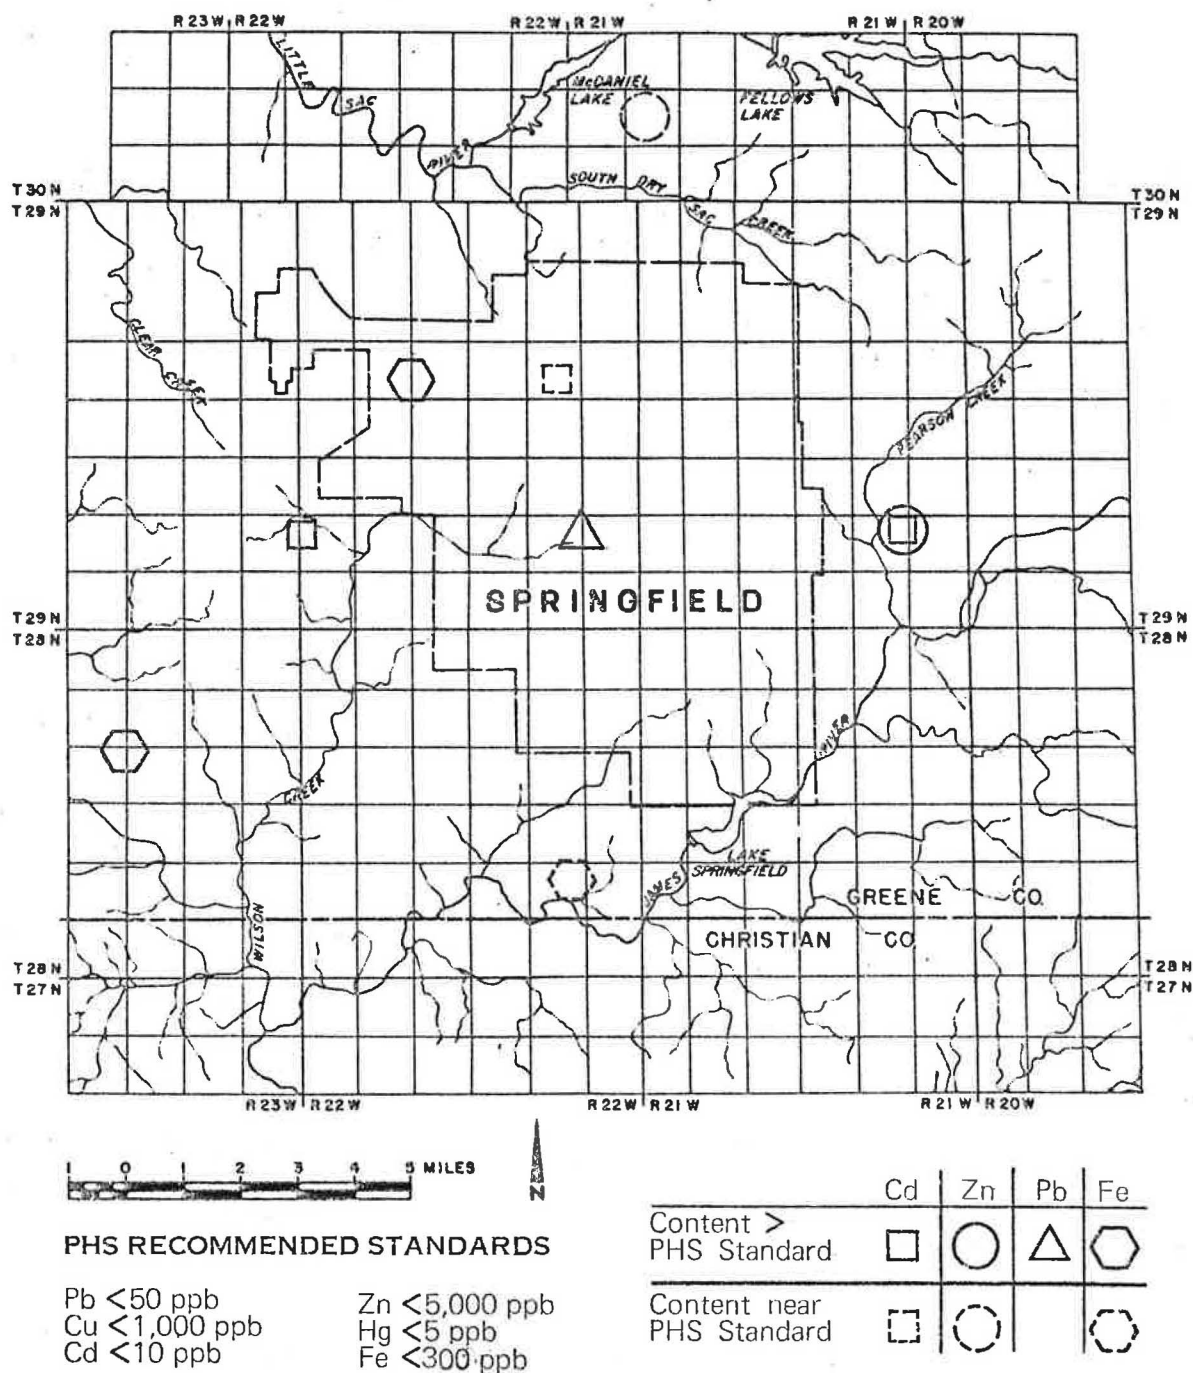 R 23 W R 22 W
R 22 W R 21 W
R 21 W R 20 W
LITTLE
SAC
RIVER
McDANIEL
LAKE
FELLOWS
LAKE
T 30 N
T 29 N
SOUTH DRY
SAC
CREEK
T 30 N
T 29 N
CLEAR
CREEK
PEARSON CREEK
SPRINGFIELD
T 29 N
T 28 N
T 29 N
T 28 N
RIVER
CREEK
LAKE
SPRINGFIELD
JAMES
GREENE CO.
WILSON
CHRISTIAN CO
T 28 N
T 27 N
T 28 N
T 27 N
R 23 W R 22 W
R 22 W R 21 W
R 21 W R 20 W
1 0 1 2 3 4 5 MILES
N
PHS RECOMMENDED STANDARDS
Pb <50 ppb
Cu <1,000 ppb
Cd <10 ppb
Zn <5,000 ppb
Hg <5 ppb
Fe <300 ppb
Cd Zn Pb Fe
Content >
PHS Standard
Content near
PHS Standard